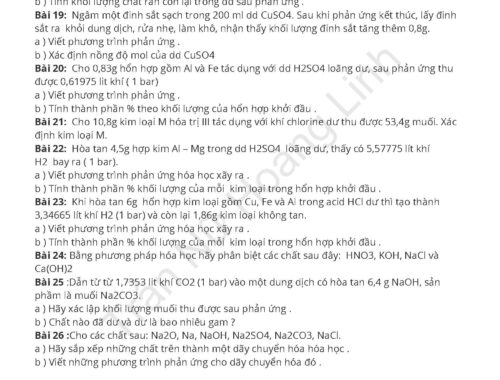 b ) Tính khối lượng chất rắn còn lại trong dd sau phản ứng .
Bài 19: Ngâm một đinh sắt sạch trong 200 ml dd CuSO4. Sau khi phản ứng kết thúc, lấy đinh
sắt ra khỏi dung dịch, rửa nhẹ, làm khô, nhận thấy khối lượng đinh sắt tăng thêm 0,8g.
a ) Viết phương trình phản ứng .
b ) Xác định nồng độ mol của dd CuSO4
Bài 20: Cho 0,83g hổn hợp gồm Al và Fe tác dụng với dd H2SO4 loãng dư, sau phản ứng thu
được 0,61975 lit khí ( 1 bar)
a ) Viết phương trình phản ứng .
b ) Tính thành phần % theo khối lượng của hổn hợp khởi đầu .
Bài 21: Cho 10,8g kim loại M hóa trị III tác dụng với khí chlorine dư thu được 53,4g muối. Xác
định kim loại M.
Bài 22: Hòa tan 4,5g hợp kim Al – Mg trong dd H2SO4 loãng dư, thấy có 5,57775 lít khí
H2 bay ra ( 1 bar).
a ) Viết phương trình phản ứng hóa học xãy ra .
b ) Tính thành phần % khối lượng của mỗi kim loại trong hổn hợp khởi đầu .
Bài 23: Khi hòa tan 6g hổn hợp kim loại gồm Cu, Fe và Al trong acid HCl dư thì tạo thành
3,34665 lít khí H2 (1 bar) và còn lại 1,86g kim loại không tan.
a ) Viết phương trình phản ứng hóa học xãy ra .
b ) Tính thành phần % khối lượng của mỗi kim loại trong hổn hợp khởi đầu .
Bài 24: Bằng phương pháp hóa học hãy phân biệt các chất sau đây: HNO3, KOH, NaCl và
Ca(OH)2
Bài 25 :Dẫn từ từ 1,7353 lít khí CO2 (1 bar) vào một dung dịch có hòa tan 6,4 g NaOH, sản
phầm là muối Na2CO3.
a ) Hãy xác lập khối lượng muối thu được sau phản ứng .
b ) Chất nào đã dư và dư là bao nhiêu gam ?
Bài 26 :Cho các chất sau: Na2O, Na, NaOH, Na2SO4, Na2CO3, NaCl.
a ) Hãy sắp xếp những chất trên thành một dãy chuyển hóa hóa học .
b ) Viết những phương trình phản ứng cho dãy chuyển hóa đó .